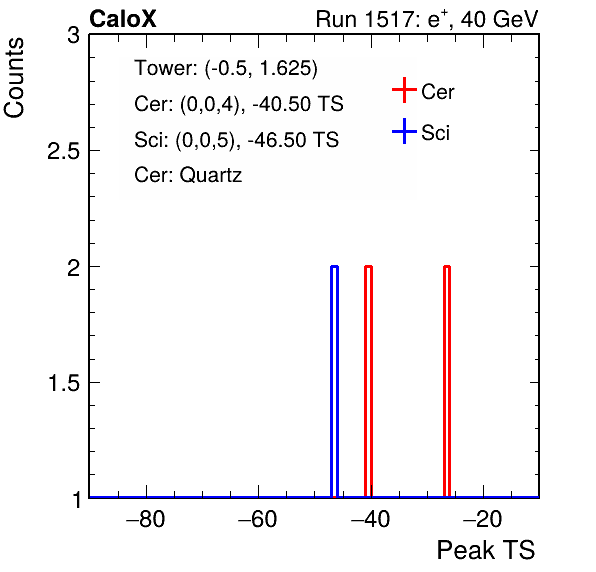 CaloX Run 1517: e+, 40 GeV
Counts
3
2.5
2
1.5
1
Tower: (-0.5, 1.625)
Cer: (0,0,4), -40.50 TS
Sci: (0,0,5), -46.50 TS
Cer: Quartz
Cer
Sci
−80 −60 −40 −20
Peak TS